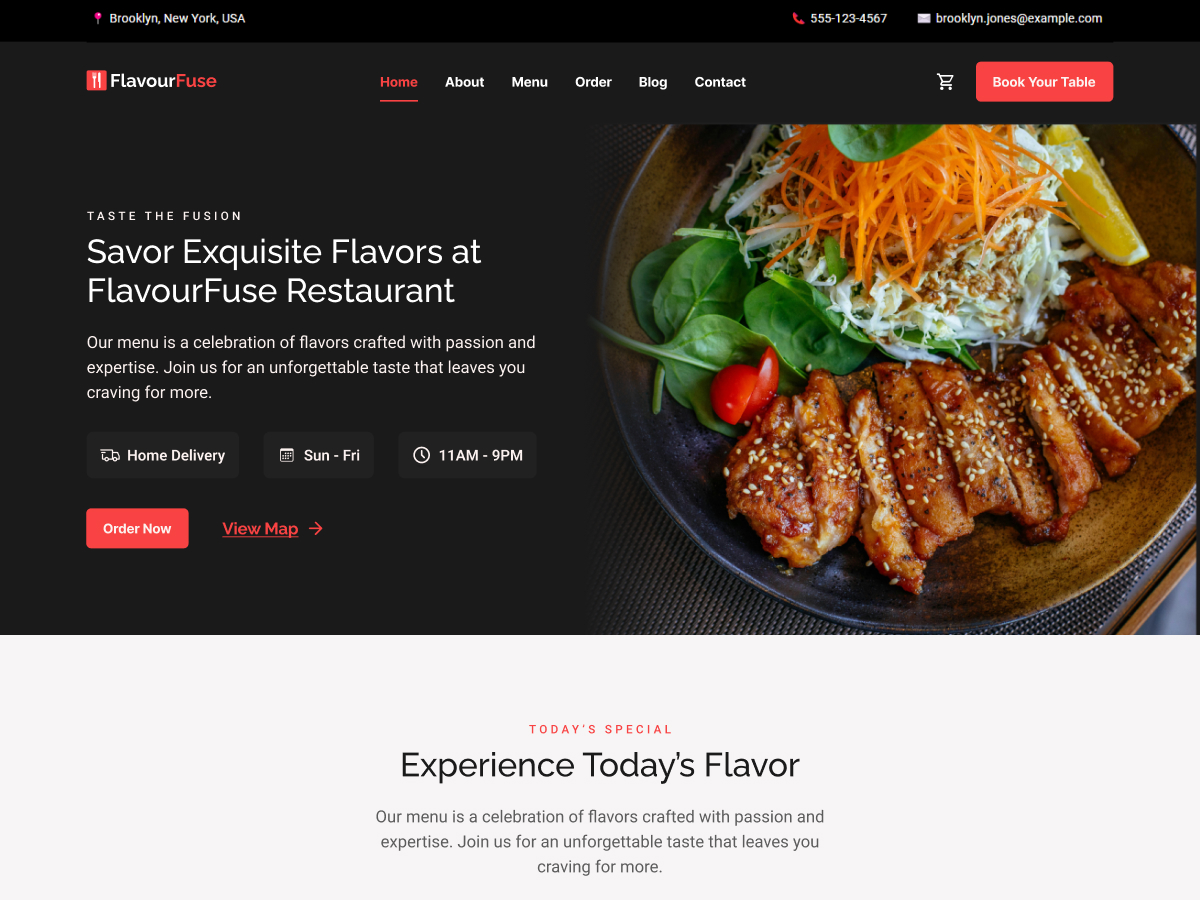 Brooklyn, New York, USA
555-123-4567
brooklyn.jones@example.com
FlavourFuse
Home
About
Menu
Order
Blog
Contact
Book Your Table
TASTE THE FUSION
Savor Exquisite Flavors at
FlavourFuse Restaurant
Our menu is a celebration of flavors crafted with passion and
expertise. Join us for an unforgettable taste that leaves you
craving for more.
Home Delivery
Sun - Fri
11AM - 9PM
Order Now
View Map
TODAY'S SPECIAL
Experience Today’s Flavor
Our menu is a celebration of flavors crafted with passion and
expertise. Join us for an unforgettable taste that leaves you
craving for more.